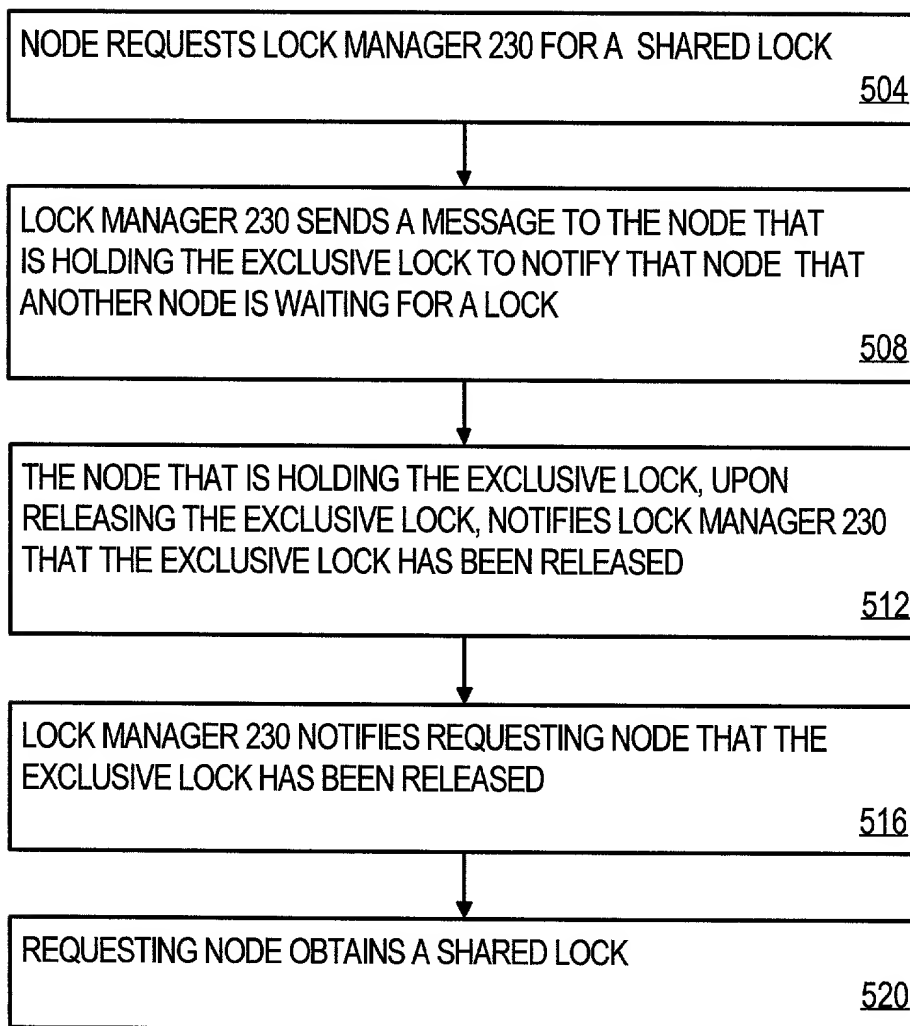 NODE REQUESTS LOCK MANAGER 230 FOR A SHARED LOCK
504
LOCK MANAGER 230 SENDS A MESSAGE TO THE NODE THAT
IS HOLDING THE EXCLUSIVE LOCK TO NOTIFY THAT NODE THAT
ANOTHER NODE IS WAITING FOR A LOCK
508
THE NODE THAT IS HOLDING THE EXCLUSIVE LOCK, UPON
RELEASING THE EXCLUSIVE LOCK, NOTIFIES LOCK MANAGER 230
THAT THE EXCLUSIVE LOCK HAS BEEN RELEASED
512
LOCK MANAGER 230 NOTIFIES REQUESTING NODE THAT THE
EXCLUSIVE LOCK HAS BEEN RELEASED
516
REQUESTING NODE OBTAINS A SHARED LOCK
520